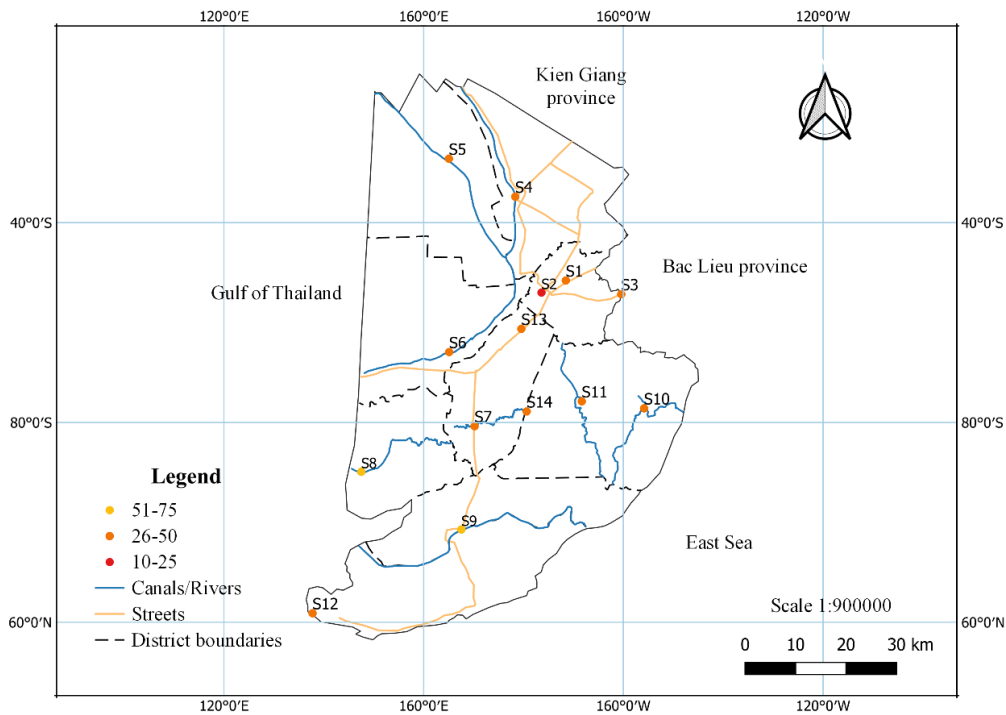 120°0′E 160°0′E 160°0′W 120°0′W
Kien Giang
province
S5
S4
40°0′S 40°0′S
Bac Lieu province
S1
S2
S3
Gulf of Thailand
S13
S6
S11
S10
S14
S7
80°0′S 80°0′S
S8
Legend
51-75
S9
26-50
East Sea
10-25
Canals/Rivers
S12
Streets
Scale 1:900000
60°0′N 60°0′N
District boundaries
0 10 20 30 km
120°0′E 160°0′E 160°0′W 120°0′W